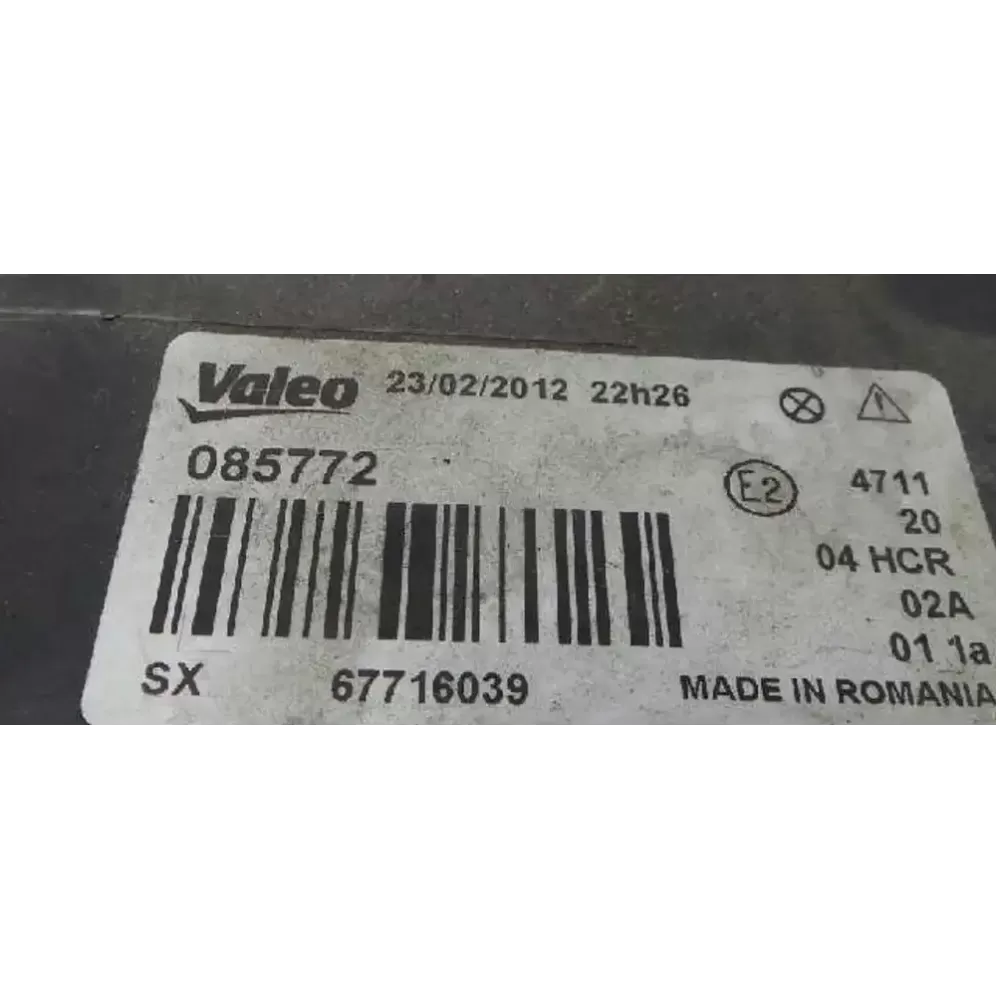 Valeo 23/02/2012 22h26
085772
E2 4711
20
04 HCR
02A
01 1a
SX 67716039 MADE IN ROMANIA